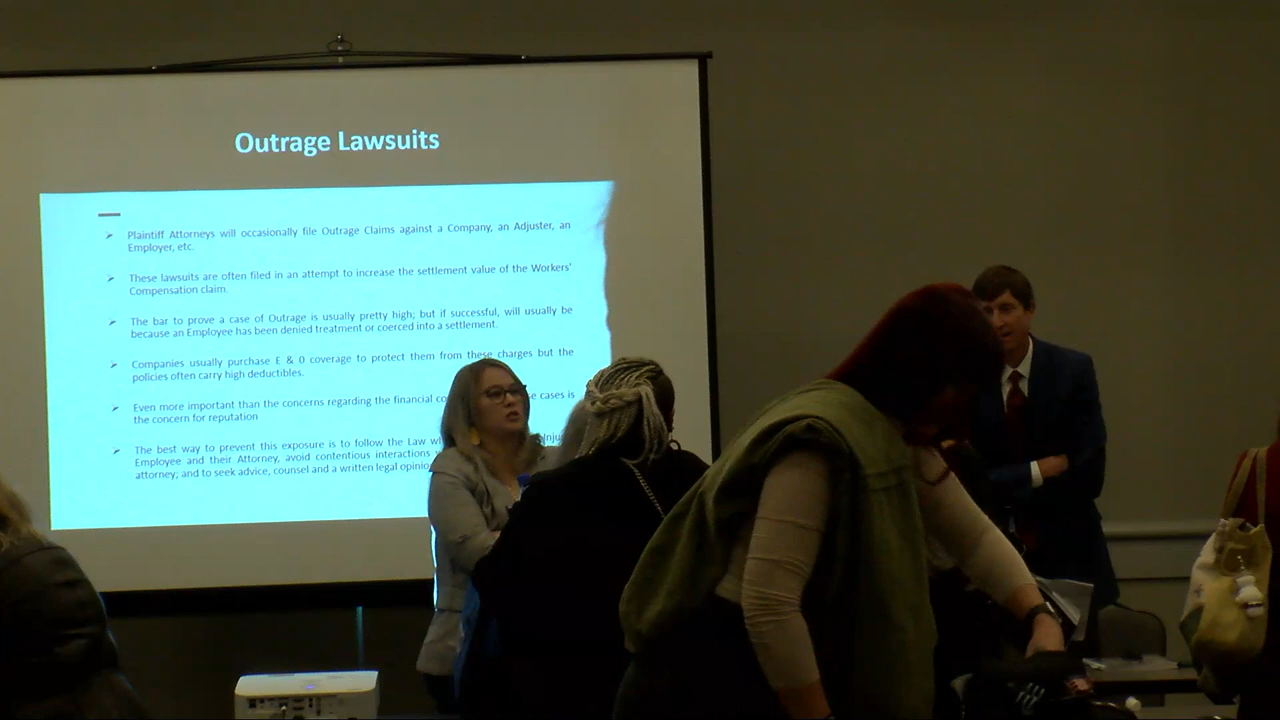 Outrage Lawsuits
Plaintiff Attorneys will occasionally file Outrage Claims against a Company, an Adjuster, an
Employer, etc.
These lawsuits are often filed in an attempt to increase the settlement value of the Workers'
Compensation claim.
The bar to prove a case of Outrage is usually pretty high; but if successful, will usually be
because an Employee has been denied treatment or coerced into a settlement.
Companies usually purchase E & O coverage to protect them from these charges but the
policies often carry high deductibles.
Even more important than the concerns regarding the financial cases is
the concern for reputation
The best way to prevent this exposure is to follow the Law
Employee and their Attorney, avoid contentious interactions
attorney; and to seek advice, counsel and a written legal